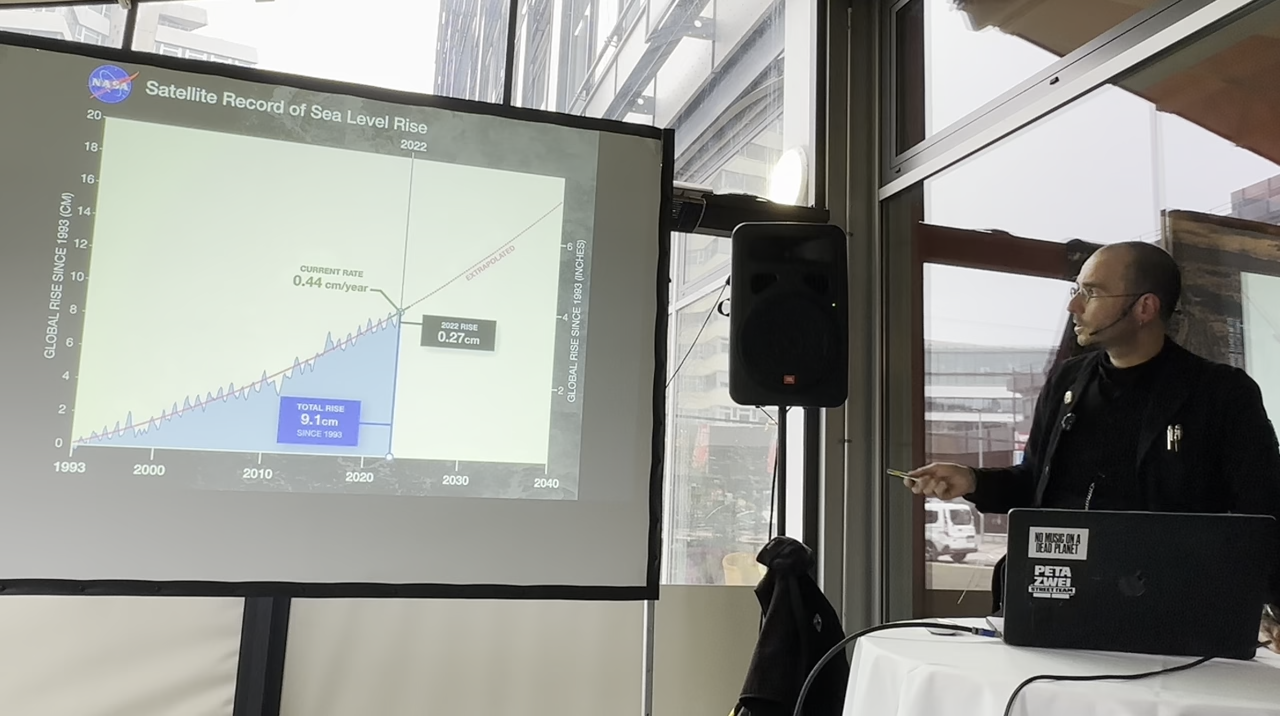 NASA
Satellite Record of Sea Level Rise
2022
20
18
16
14
12
10
8
6
4
2
0
GLOBAL RISE SINCE 1993 (CM)
CURRENT RATE
0.44 cm/year
EXTRAPOLATED
2022 RISE
0.27cm
TOTAL RISE
9.1cm
SINCE 1993
6
4
2
GLOBAL RISE SINCE 1993 (INCHES)
1993
2000
2010
2020
2030
2040
JBL
NO MUSIC ON A
DEAD PLANET
PETA
ZWEI
STREET TEAM